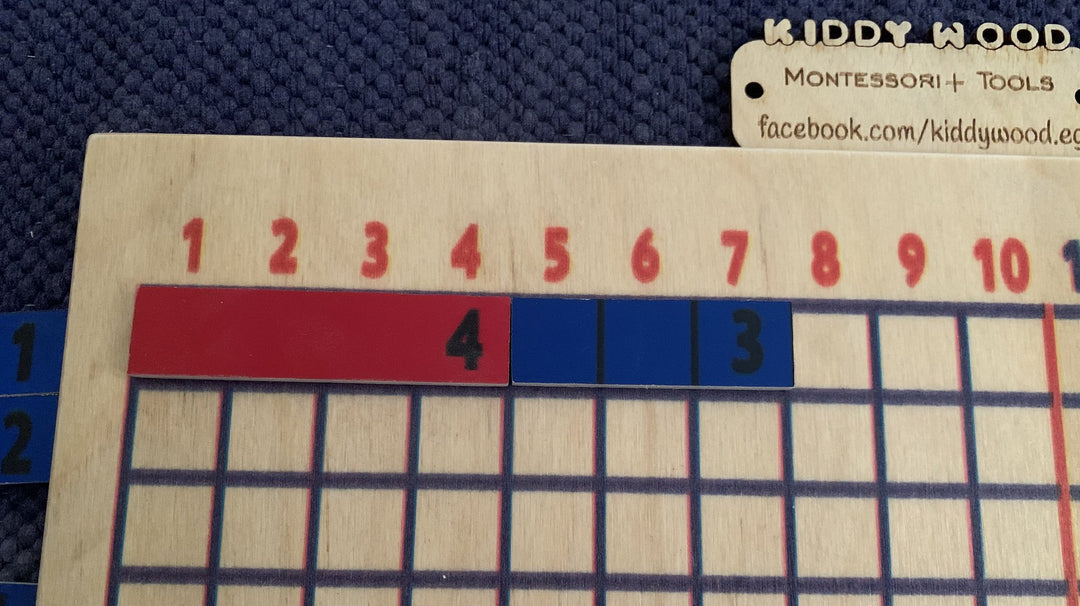 KIDDY WOOD
MONTESSORI+ TOOLS
facebook.com/kiddywood.eg
1 2 3 4 5 6 7 8 9 10
4 3
1
2